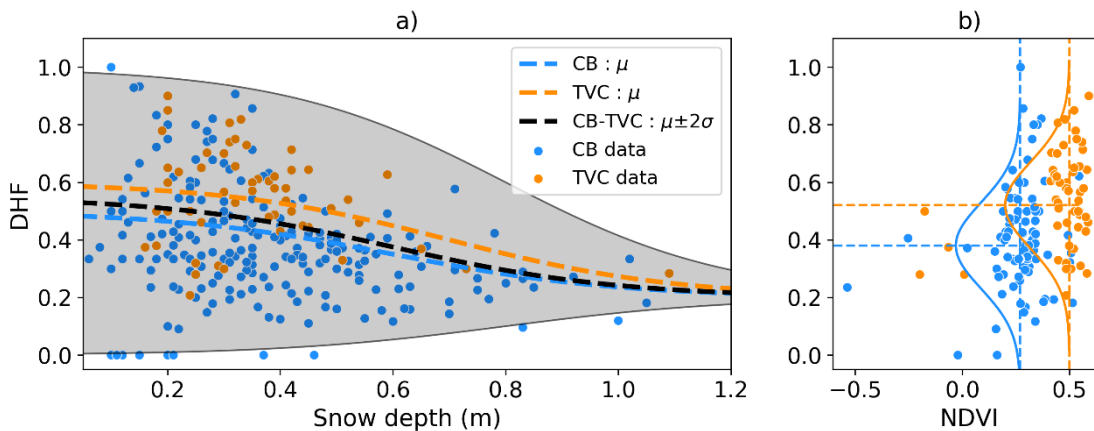 a)
DHF
1.0
0.8
0.6
0.4
0.2
0.0
0.2
0.4
0.6
0.8
1.0
1.2
Snow depth (m)
CB : μ
TVC : μ
CB-TVC : μ±2σ
CB data
TVC data
b)
1.0
0.8
0.6
0.4
0.2
0.0
−0.5
0.0
0.5
NDVI